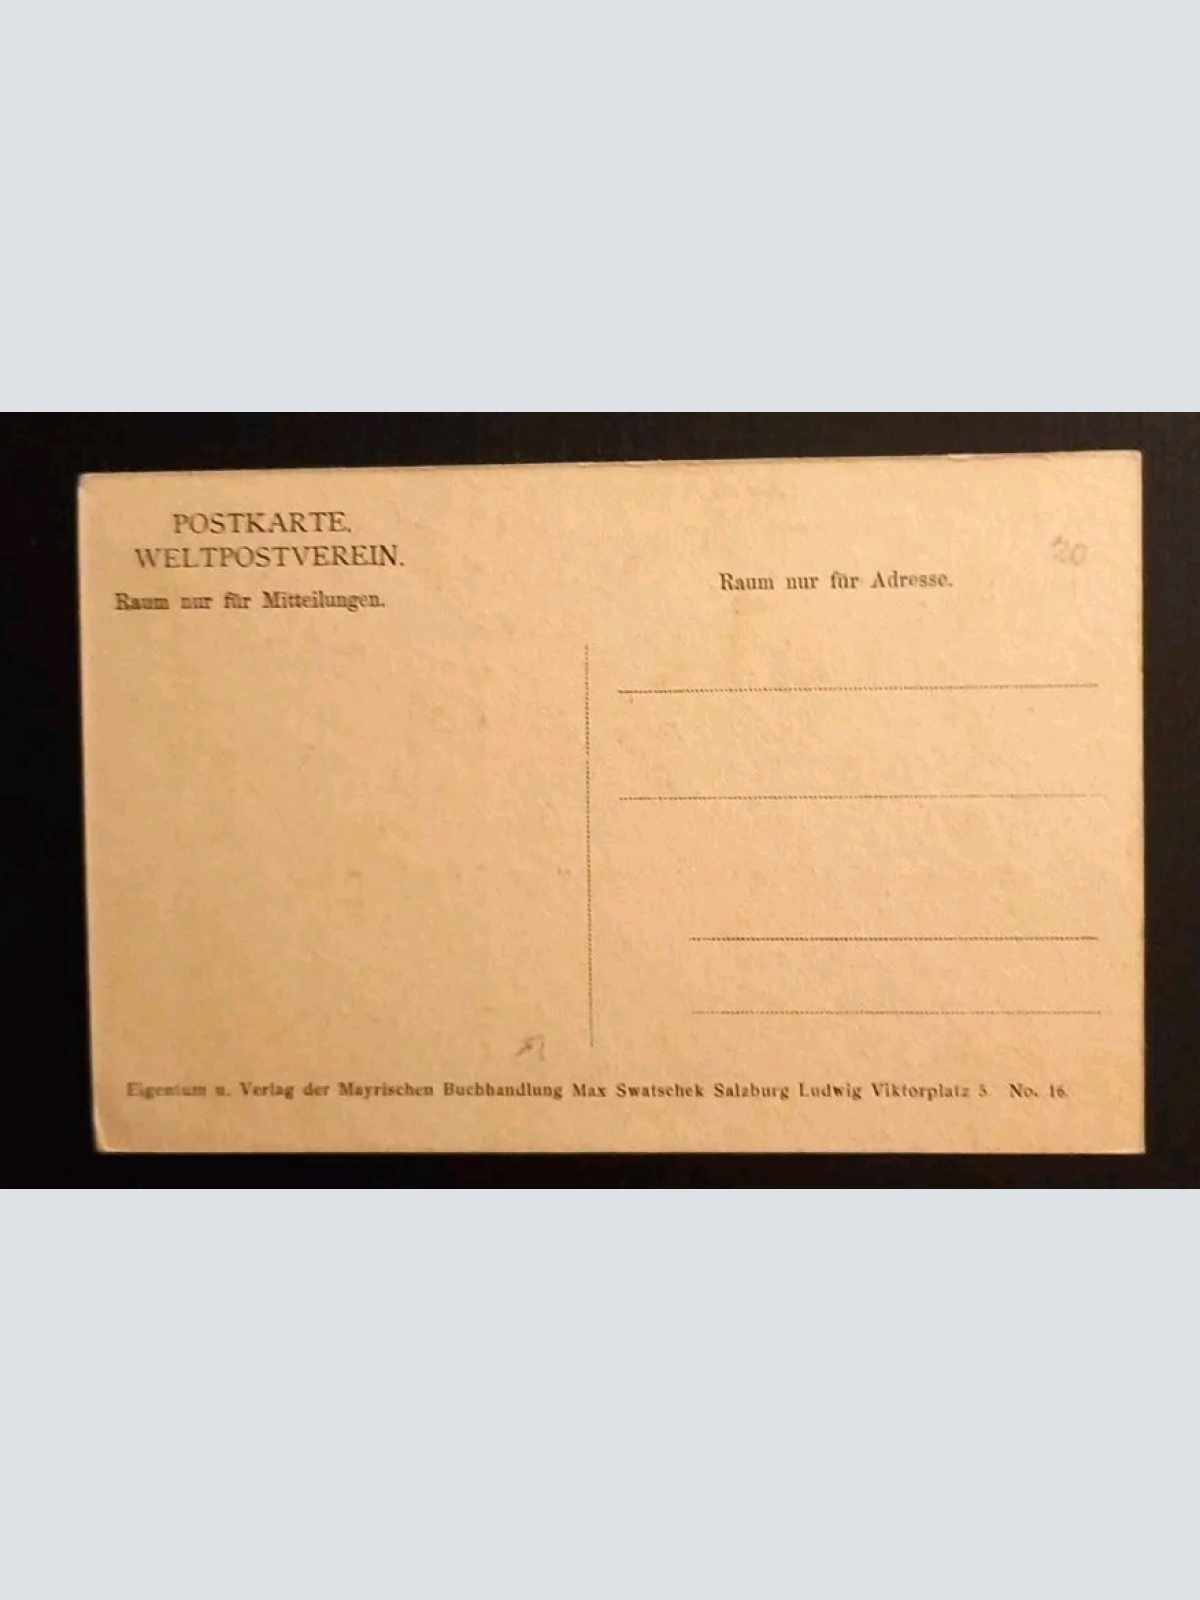 POSTKARTE.
WELTPOSTVEREIN.
Raum nur für Mitteilungen.
20
Raum nur für Adresse.
Eigentum u. Verlag der Mayrischen Buchhandlung Max Swatschek Salzburg Ludwig Viktorplatz 5. No. 16.